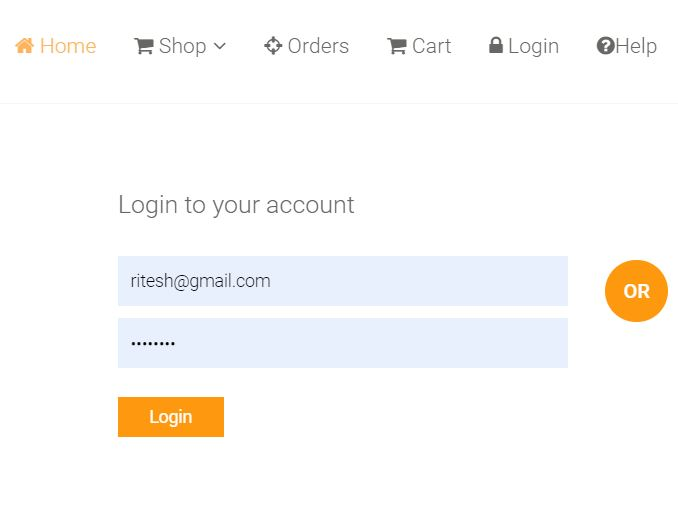 Home Shop Orders Cart Login Help
Login to your account
ritesh@gmail.com
OR
••••••••
Login